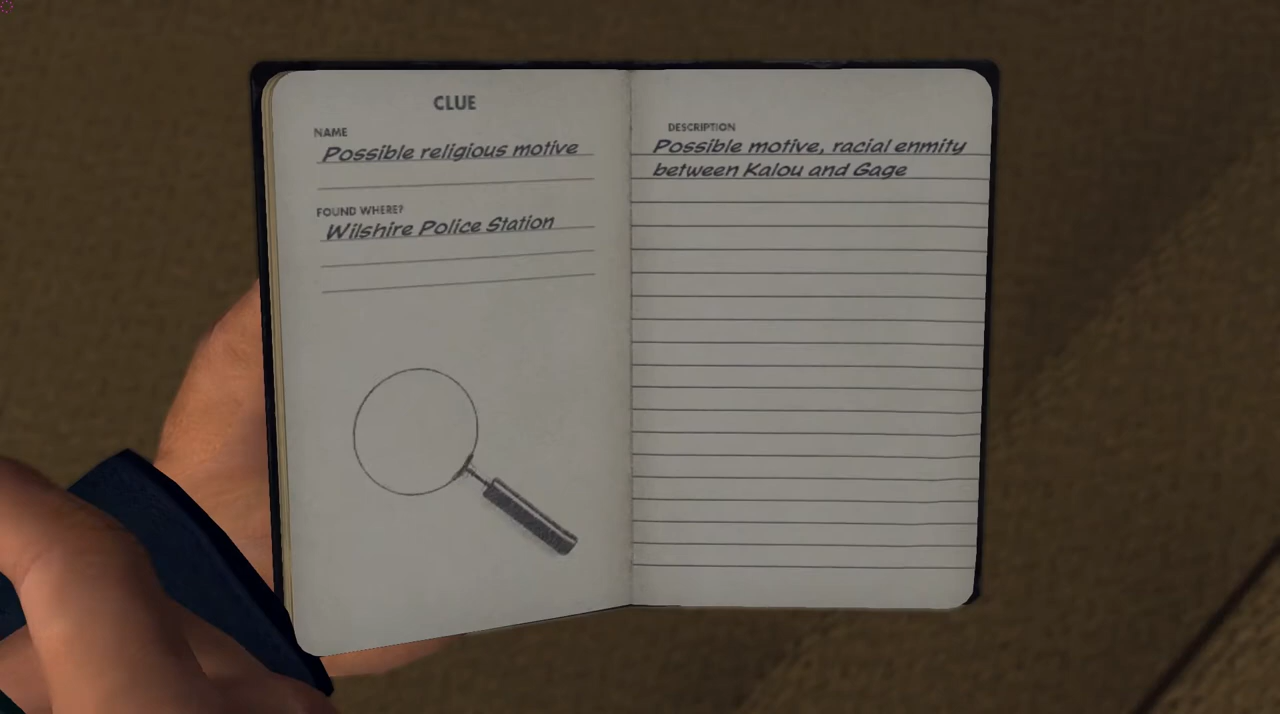 CLUE
NAME
Possible religious motive
FOUND WHERE?
Wilshire Police Station
DESCRIPTION
Possible motive, racial enmity
between Kalou and Gage